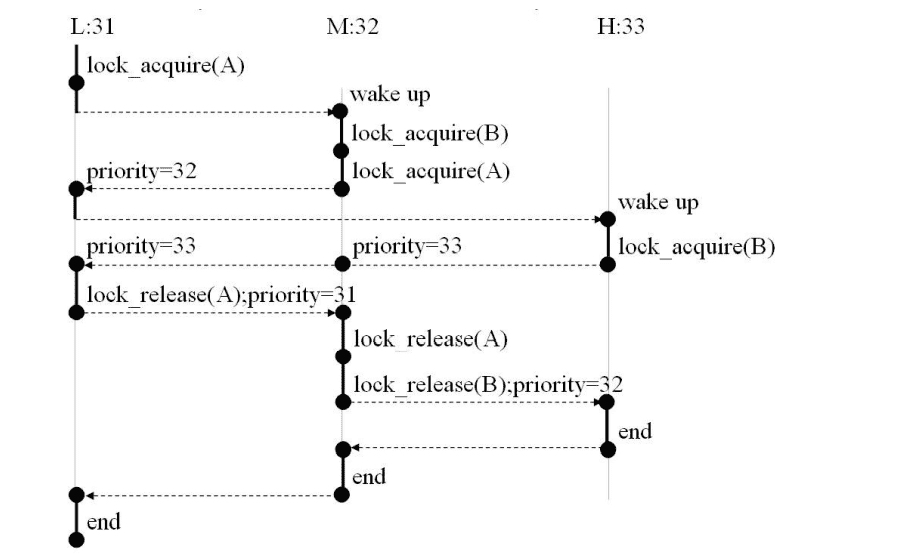 L:31 M:32 H:33
lock_acquire(A)
wake up
lock_acquire(B)
priority=32 lock_acquire(A)
wake up
priority=33 priority=33 lock_acquire(B)
lock_release(A);priority=31
lock_release(A)
lock_release(B);priority=32
end
end
end